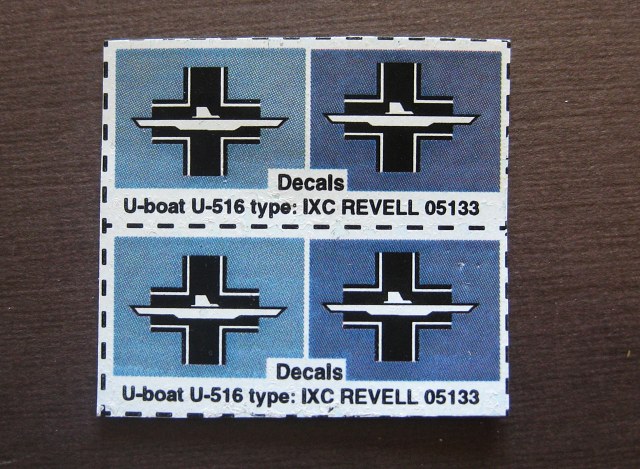 Decals
U-boat U-516 type: IXC REVELL 05133
Decals
U-boat U-516 type: IXC REVELL 05133